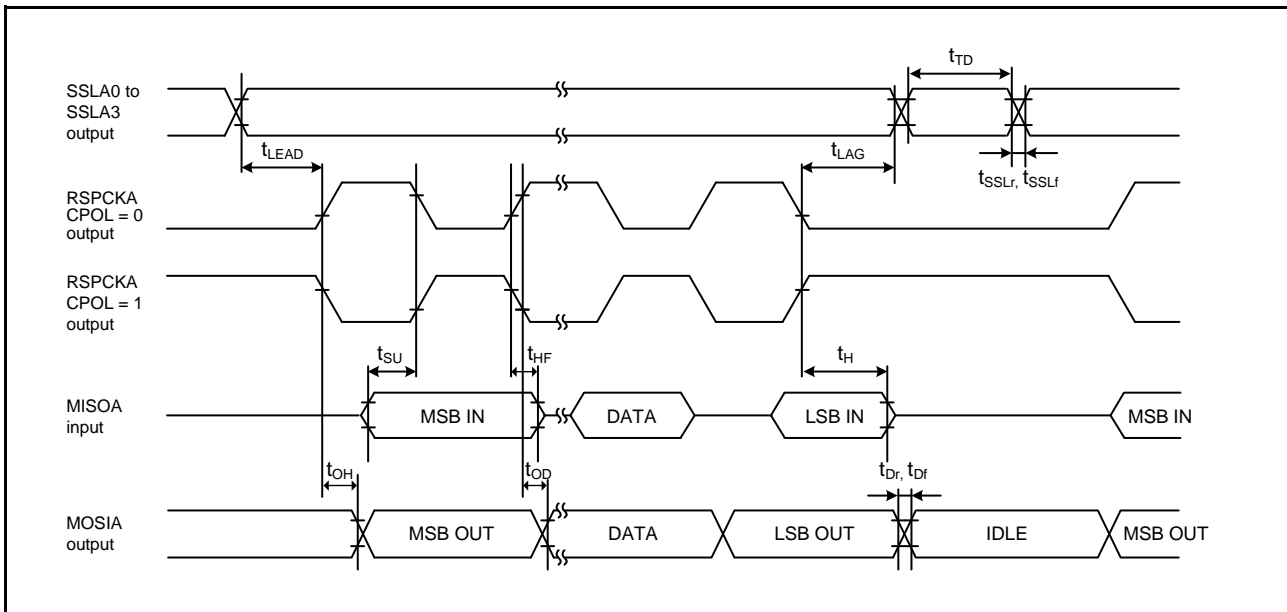 t_TD
SSLA0 to
SSLA3
output
t_LEAD
t_LAG
t_SSLr, t_SSLf
RSPCKA
CPOL = 0
output
RSPCKA
CPOL = 1
output
t_SU
t_HF
t_H
MISOA
input
MSB IN
DATA
LSB IN
MSB IN
t_OH
t_OD
t_Dr, t_Df
MOSIA
output
MSB OUT
DATA
LSB OUT
IDLE
MSB OUT